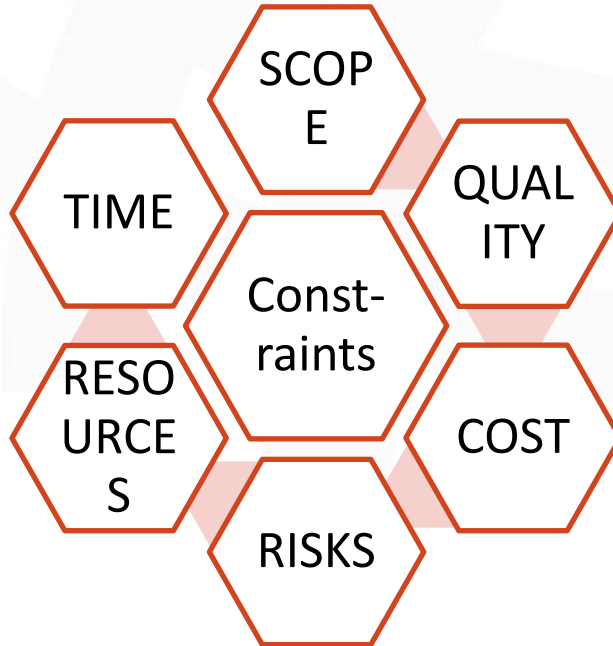 SCOP
E
QUAL
ITY
TIME
Const-
raints
RESO
URCE
S
COST
RISKS